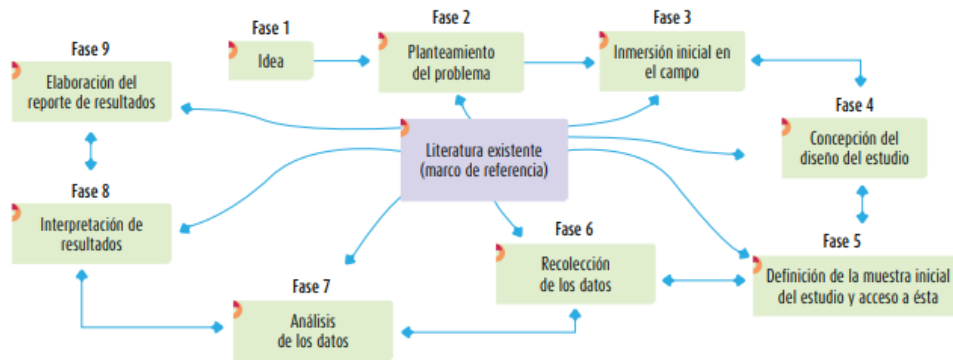 Fase 1
Idea
Fase 2
Planteamiento
del problema
Fase 3
Inmersión inicial en
el campo
Fase 4
Concepción del
diseño del estudio
Fase 5
Definición de la muestra inicial
del estudio y acceso a ésta
Fase 6
Recolección
de los datos
Fase 7
Análisis
de los datos
Fase 8
Interpretación de
resultados
Fase 9
Elaboración del
reporte de resultados
Literatura existente
(marco de referencia)